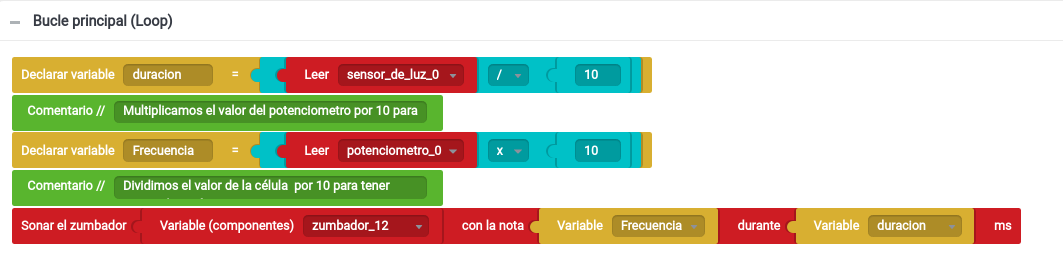 Bucle principal (Loop)
Declarar variable duracion = Leer sensor_de_luz_0 / 10
Comentario // Multiplicamos el valor del potenciometro por 10 para
Declarar variable Frecuencia = Leer potenciometro_0 x 10
Comentario // Dividimos el valor de la célula por 10 para tener
Sonar el zumbador Variable (componentes) zumbador_12 con la nota Variable Frecuencia durante Variable duracion ms